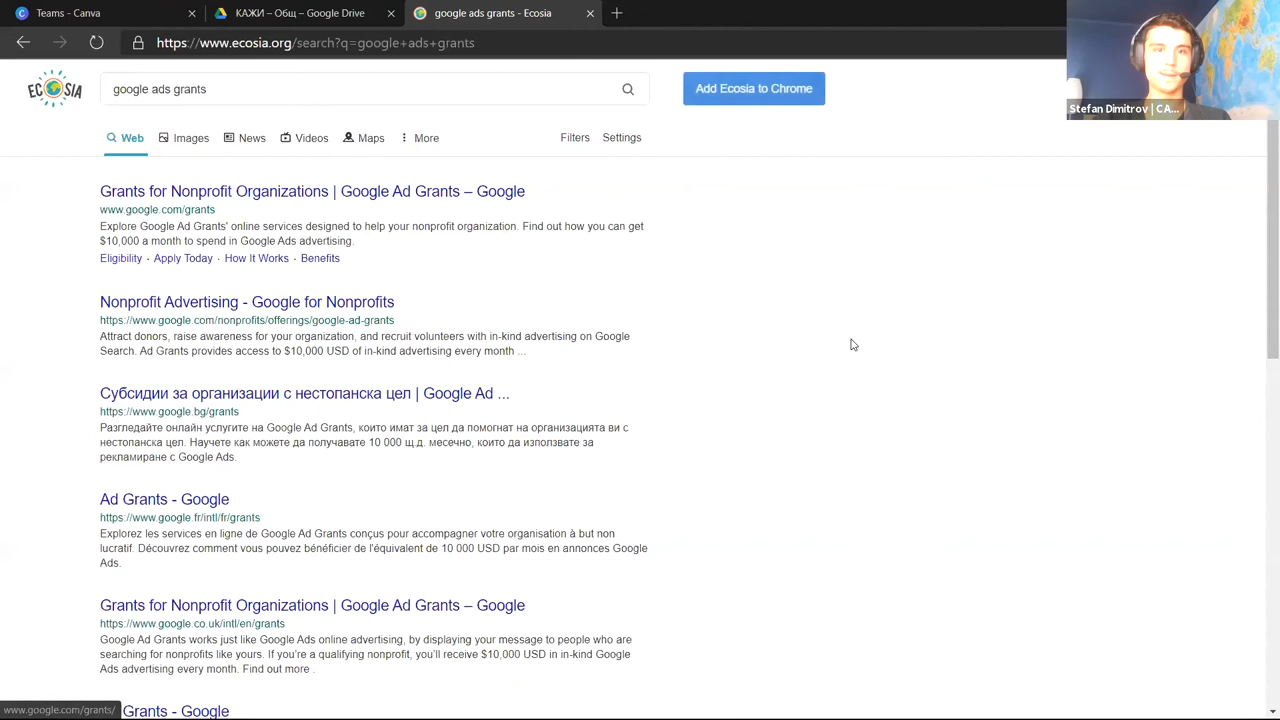 Teams - Canva
КАЖИ – Общ – Google Drive
google ads grants - Ecosia
https://www.ecosia.org/search?q=google+ads+grants
Stefan Dimitrov | CA...
ECOSIA
google ads grants
Add Ecosia to Chrome
Web
Images
News
Videos
Maps
More
Filters
Settings
Grants for Nonprofit Organizations | Google Ad Grants – Google
www.google.com/grants
Explore Google Ad Grants' online services designed to help your nonprofit organization. Find out how you can get
$10,000 a month to spend in Google Ads advertising.
Eligibility · Apply Today · How It Works · Benefits
Nonprofit Advertising - Google for Nonprofits
https://www.google.com/nonprofits/offerings/google-ad-grants
Attract donors, raise awareness for your organization, and recruit volunteers with in-kind advertising on Google
Search. Ad Grants provides access to $10,000 USD of in-kind advertising every month ...
Субсидии за организации с нестопанска цел | Google Ad ...
https://www.google.bg/grants
Разгледайте онлайн услугите на Google Ad Grants, които имат за цел да помогнат на организацията ви с
нестопанска цел. Научете как можете да получавате 10 000 щ.д. месечно, които да използвате за
рекламиране с Google Ads.
Ad Grants - Google
https://www.google.fr/intl/fr/grants
Explorez les services en ligne de Google Ad Grants conçus pour accompagner votre organisation à but non
lucratif. Découvrez comment vous pouvez bénéficier de l'équivalent de 10 000 USD par mois en annonces Google
Ads.
Grants for Nonprofit Organizations | Google Ad Grants – Google
https://www.google.co.uk/intl/en/grants
Google Ad Grants works just like Google Ads online advertising, by displaying your message to people who are
searching for nonprofits like yours. If you're a qualifying nonprofit, you'll receive $10,000 USD in in-kind Google
Ads advertising every month. Find out more .
Grants - Google
www.google.com/grants/